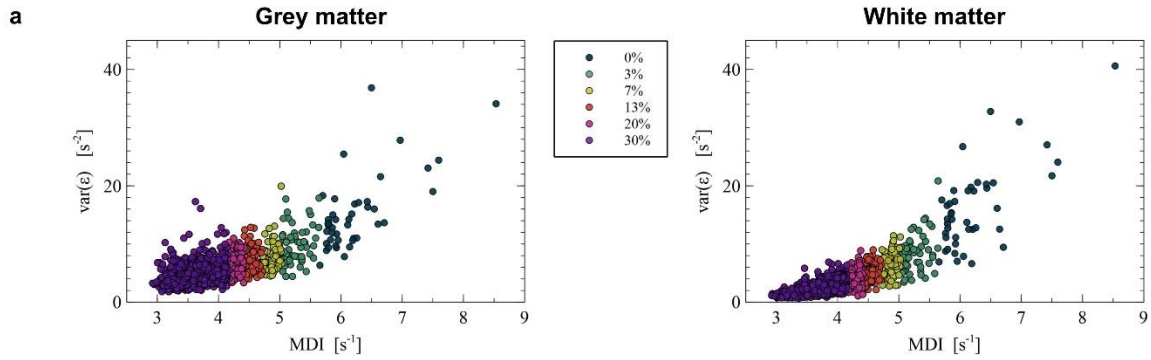 a
Grey matter
White matter
40
20
0
var(ε) [s⁻²]
3 4 5 6 7 8 9
MDI [s⁻¹]
0%
3%
7%
13%
20%
30%
40
20
0
var(ε) [s⁻²]
3 4 5 6 7 8 9
MDI [s⁻¹]